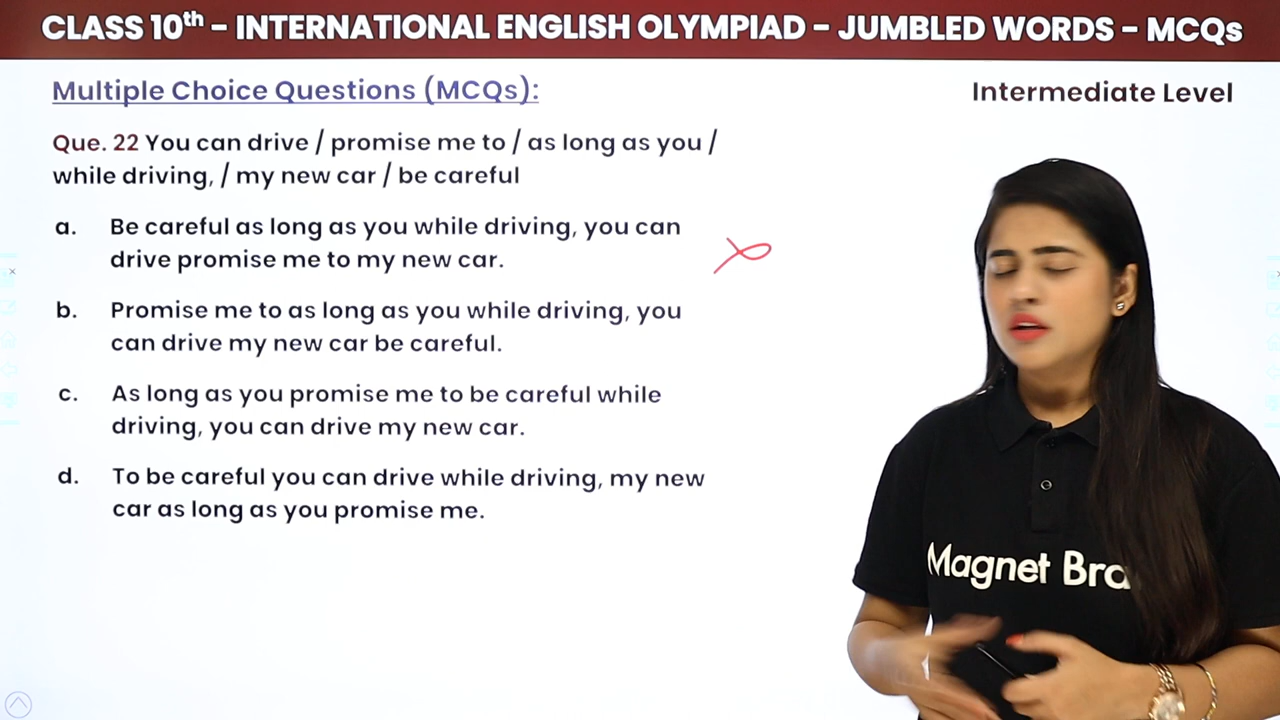 CLASS 10th - INTERNATIONAL ENGLISH OLYMPIAD - JUMBLED WORDS - MCQs
Multiple Choice Questions (MCQs):
Intermediate Level
Que. 22 You can drive / promise me to / as long as you /
while driving, / my new car / be careful
a. Be careful as long as you while driving, you can
drive promise me to my new car.
b. Promise me to as long as you while driving, you
can drive my new car be careful.
c. As long as you promise me to be careful while
driving, you can drive my new car.
d. To be careful you can drive while driving, my new
car as long as you promise me.
Magnet Bra